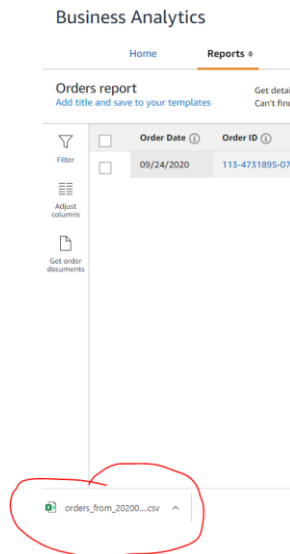 Business Analytics
Home Reports
Orders report
Add title and save to your templates
Get detai
Can't find
Filter
Order Date Order ID
09/24/2020 113-4731895-07
Adjust
columns
Get order
documents
orders_from_20200....csv